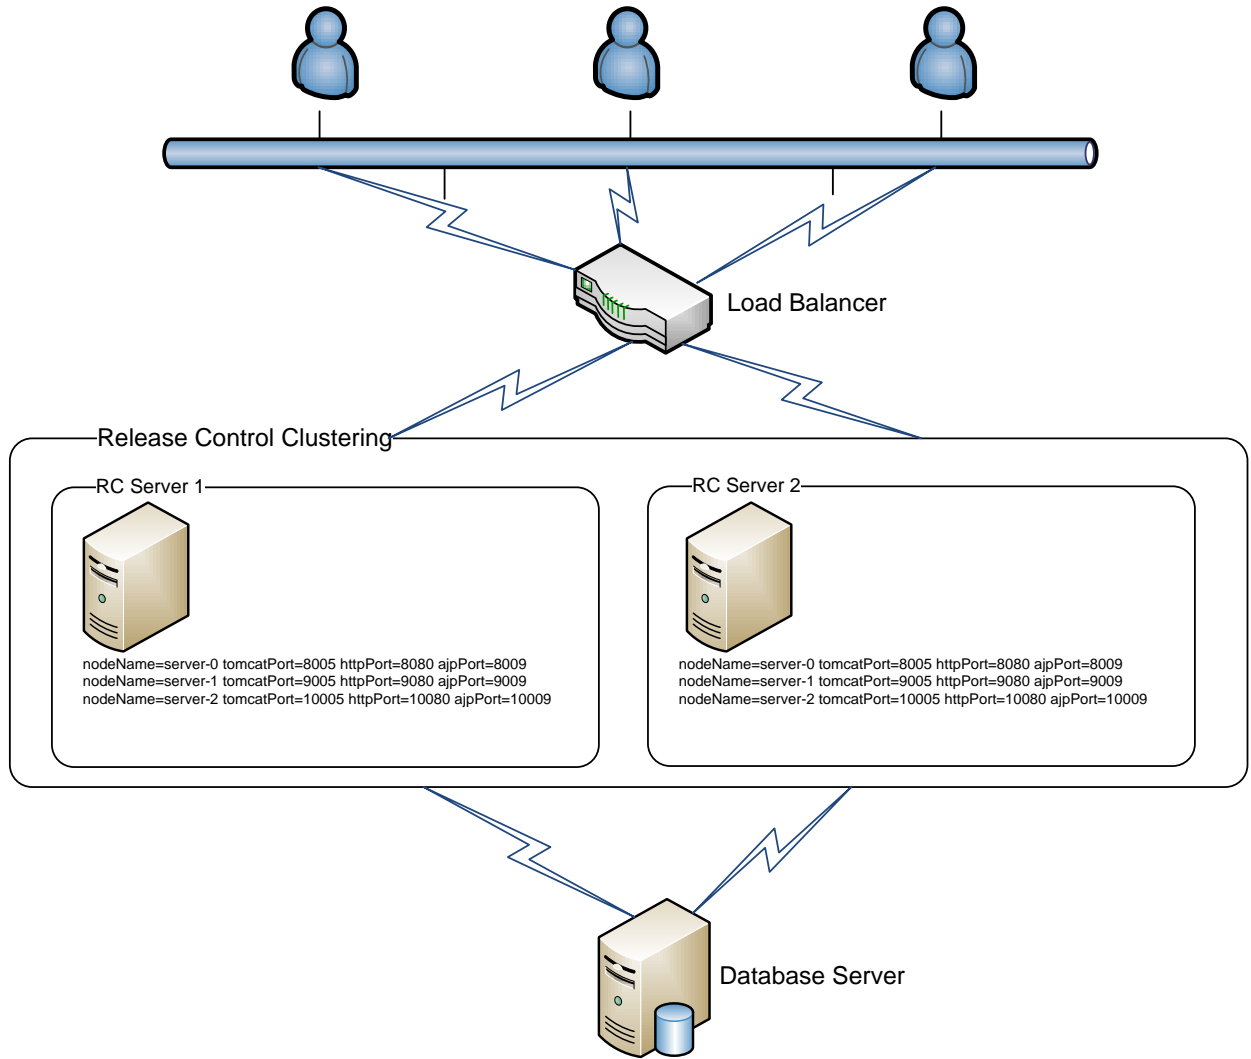 Load Balancer
Release Control Clustering
RC Server 1
nodeName=server-0 tomcatPort=8005 httpPort=8080 ajpPort=8009
nodeName=server-1 tomcatPort=9005 httpPort=9080 ajpPort=9009
nodeName=server-2 tomcatPort=10005 httpPort=10080 ajpPort=10009
RC Server 2
nodeName=server-0 tomcatPort=8005 httpPort=8080 ajpPort=8009
nodeName=server-1 tomcatPort=9005 httpPort=9080 ajpPort=9009
nodeName=server-2 tomcatPort=10005 httpPort=10080 ajpPort=10009
Database Server